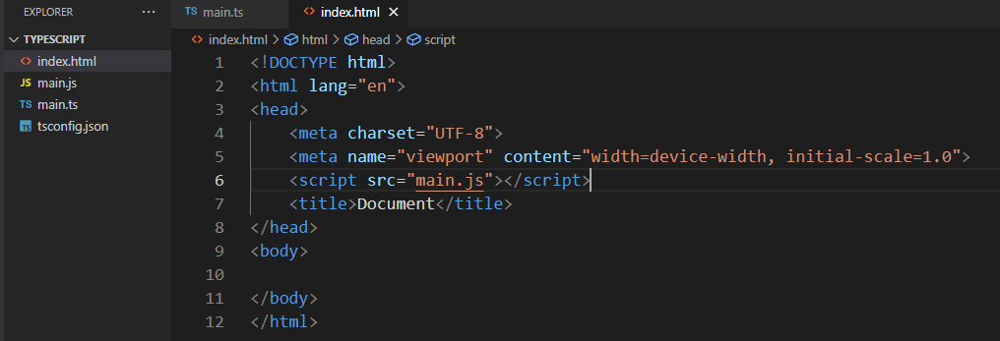 EXPLORER ···
TYPESCRIPT
<> index.html
JS main.js
TS main.ts
TS tsconfig.json
TS main.ts
<> index.html ×
<> index.html > html > head > script
1 <!DOCTYPE html>
2 <html lang="en">
3 <head>
4     <meta charset="UTF-8">
5     <meta name="viewport" content="width=device-width, initial-scale=1.0">
6     <script src="main.js"></script>
7     <title>Document</title>
8 </head>
9 <body>
10
11 </body>
12 </html>